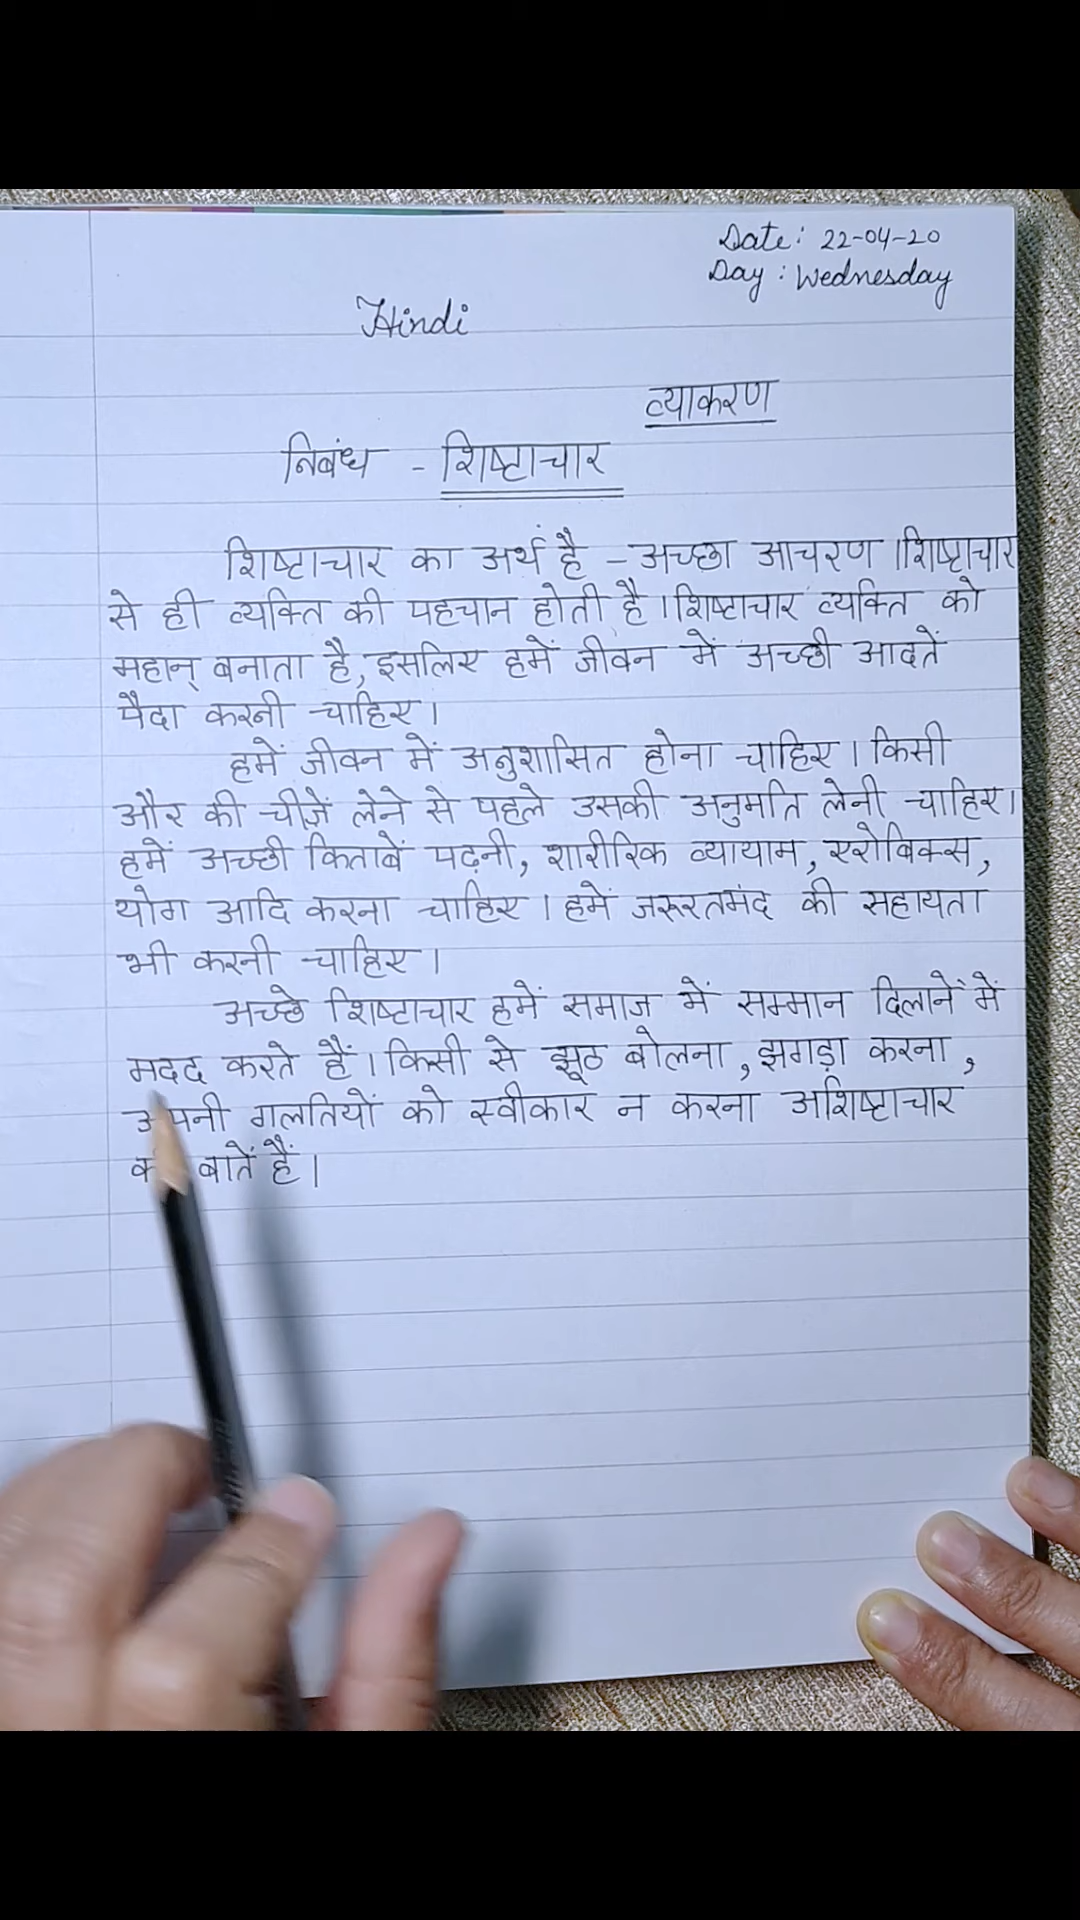 Date: 22-04-20
Day : Wednesday
Hindi
व्याकरण
निबंध - शिष्टाचार
शिष्टाचार का अर्थ है - अच्छा आचरण ।शिष्टाचार
से ही व्यक्ति की पहचान होती है । शिष्टाचार व्यक्ति को
महान् बनाता है, इसलिए हमें जीवन में अच्छी आदतें
पैदा करनी चाहिए ।
हमें जीवन में अनुशासित होना चाहिए । किसी
और की चीज़ें लेने से पहले उसकी अनुमति लेनी चाहिए ।
हमें अच्छी किताबें पढ़नी, शारीरिक व्यायाम, एरोबिक्स,
योग आदि करना चाहिए । हमें जरूरतमंद की सहायता
भी करनी चाहिए ।
अच्छे शिष्टाचार हमें समाज में सम्मान दिलानें में
मदद करते हैं । किसी से झूठ बोलना, झगड़ा करना,
अपनी गलतियों को स्वीकार न करना अशिष्टाचार
बातें हैं ।